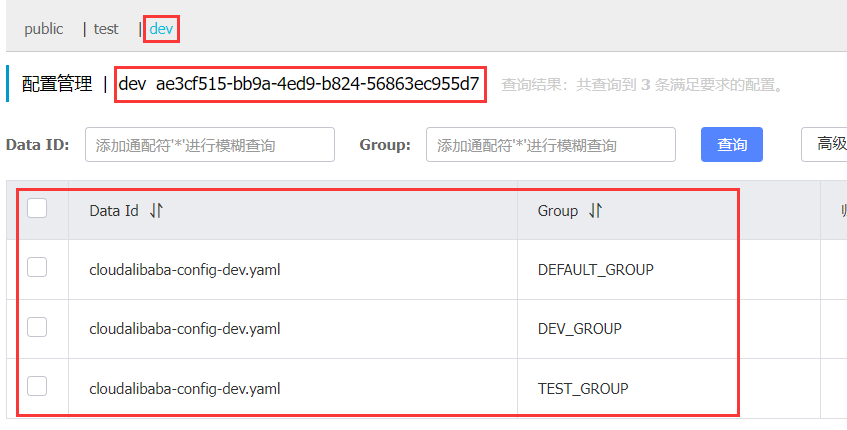 public | test | dev
配置管理 | dev ae3cf515-bb9a-4ed9-b824-56863ec955d7 查询结果：共查询到 3 条满足要求的配置。
Data ID: 添加通配符'*'进行模糊查询 Group: 添加通配符'*'进行模糊查询 查询 高级
Data Id Group
cloudalibaba-config-dev.yaml DEFAULT_GROUP
cloudalibaba-config-dev.yaml DEV_GROUP
cloudalibaba-config-dev.yaml TEST_GROUP